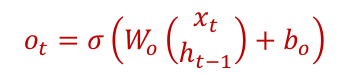 o_t = σ ( W_o ( x_t h_{t-1} ) + b_o )